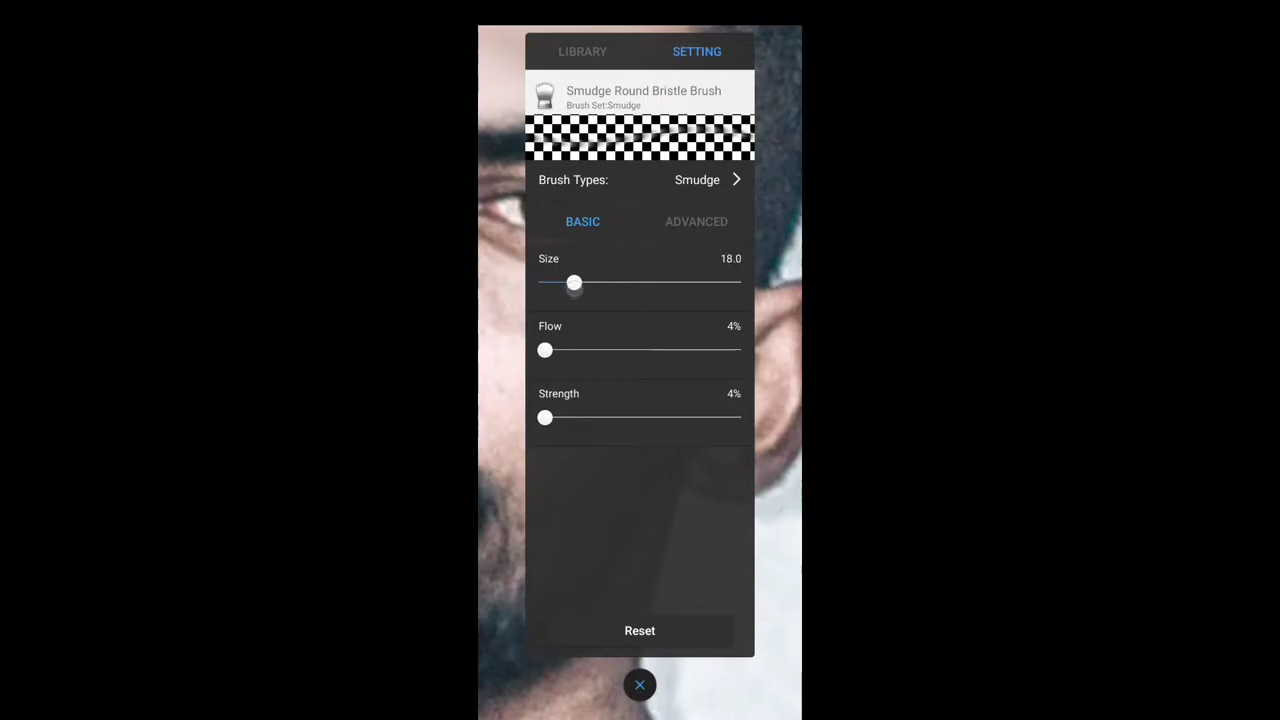 LIBRARY SETTING
Smudge Round Bristle Brush
Brush Set:Smudge
Brush Types: Smudge
BASIC ADVANCED
Size 18.0
Flow 4%
Strength 4%
Reset